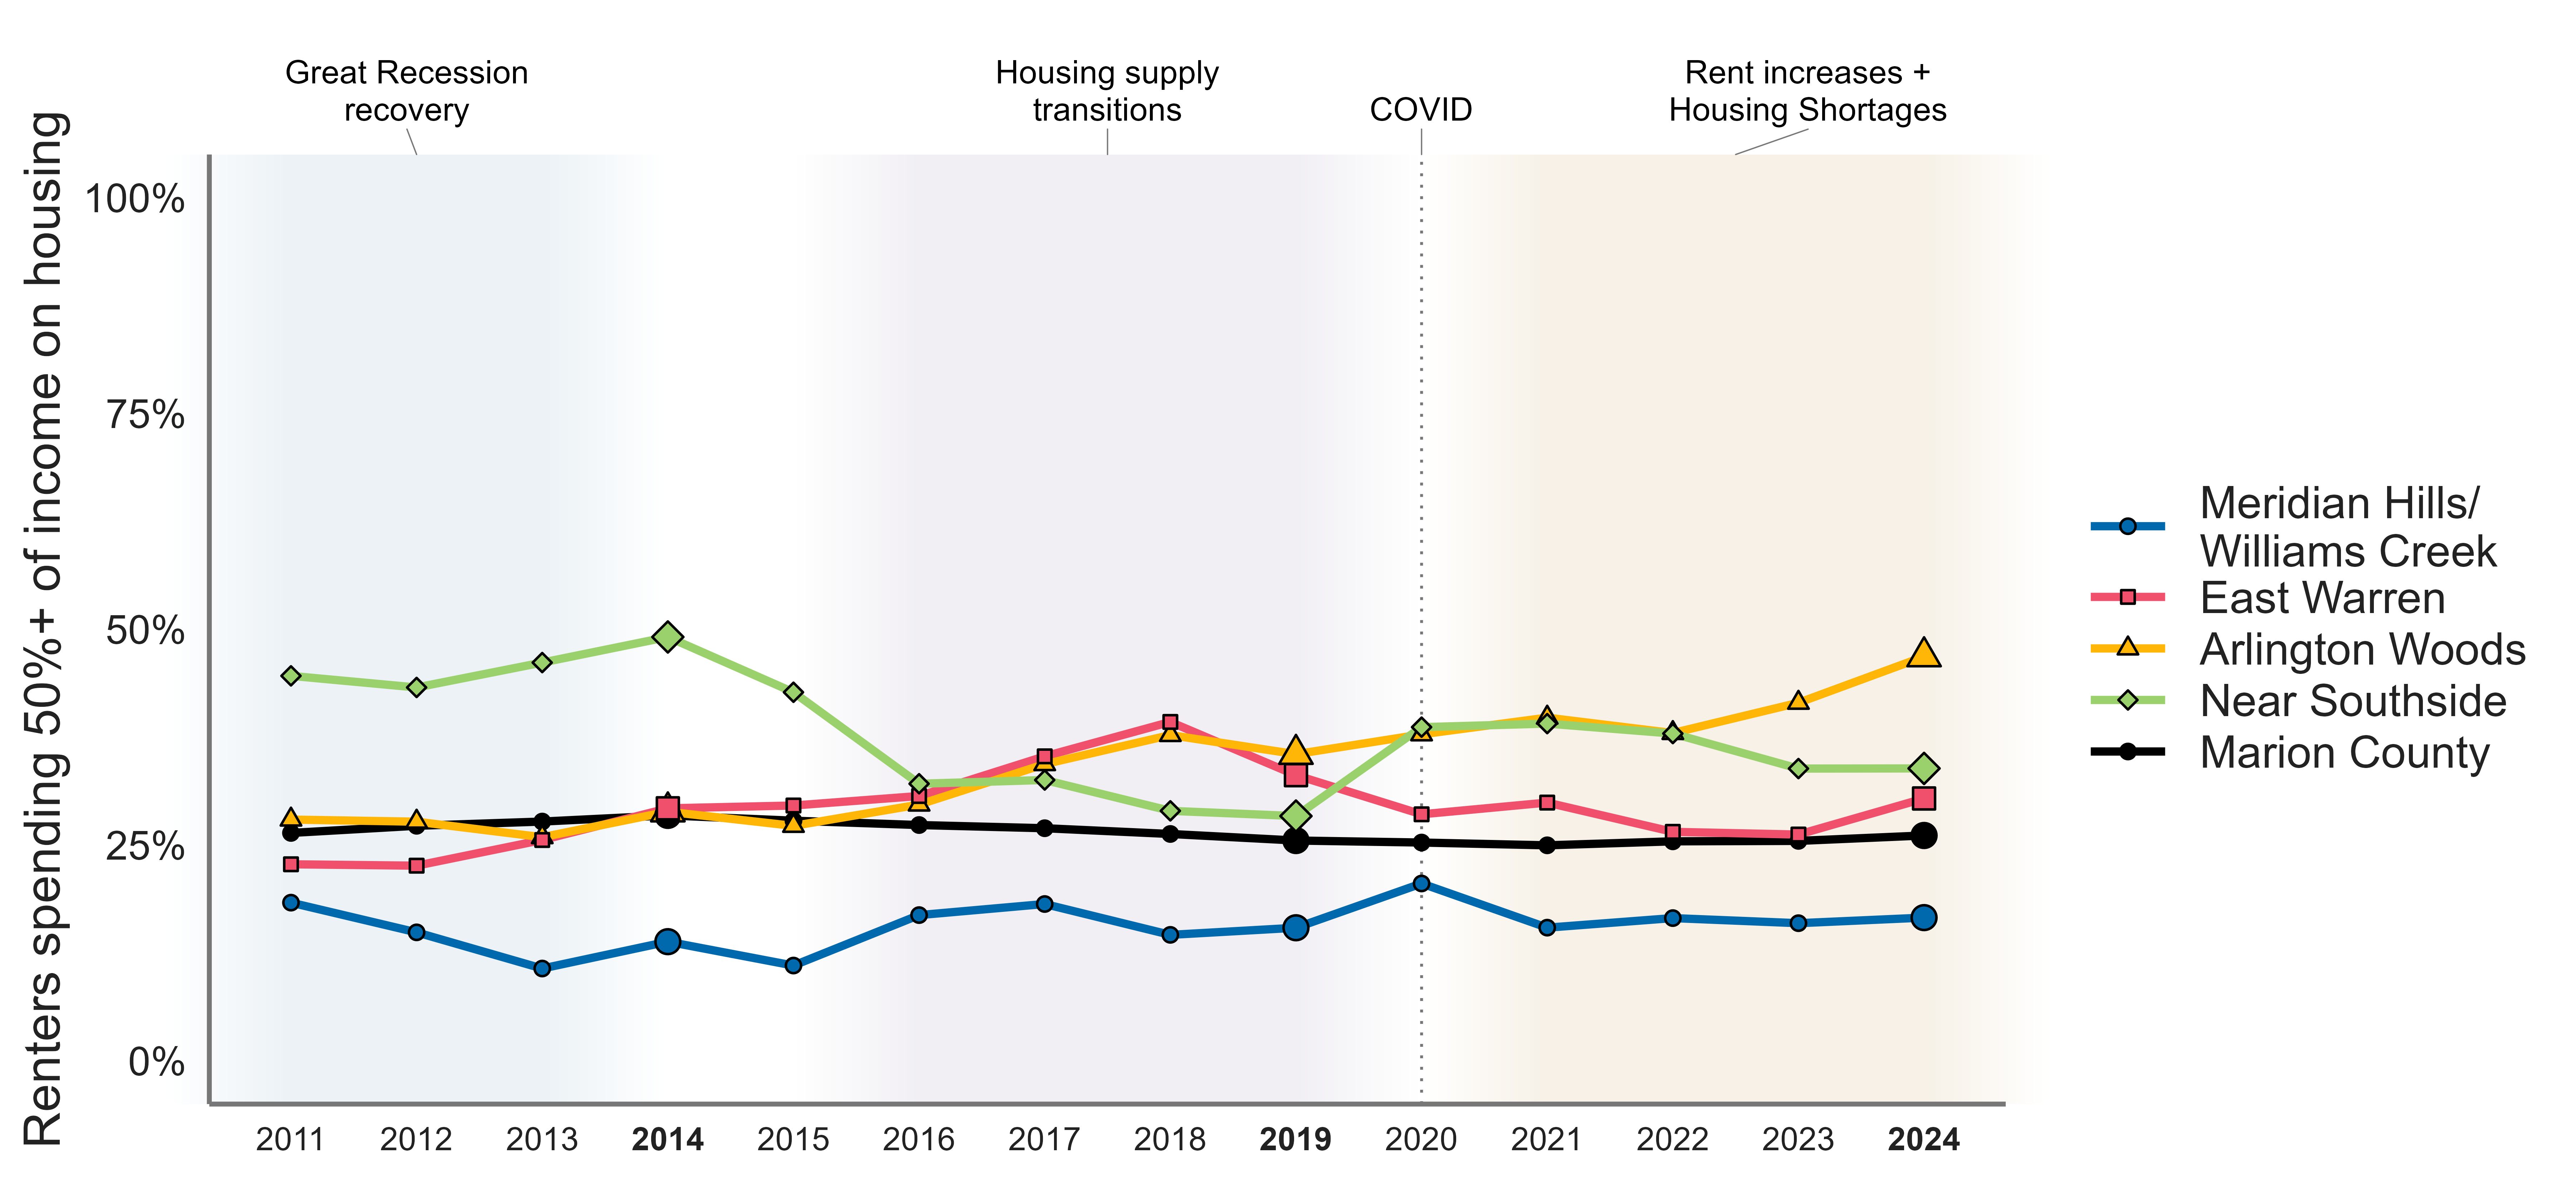 Great Recession
recovery
Housing supply
transitions
COVID
Rent increases +
Housing Shortages
Renters spending 50%+ of income on housing
100%
75%
50%
25%
0%
2011
2012
2013
2014
2015
2016
2017
2018
2019
2020
2021
2022
2023
2024
Meridian Hills/
Williams Creek
East Warren
Arlington Woods
Near Southside
Marion County